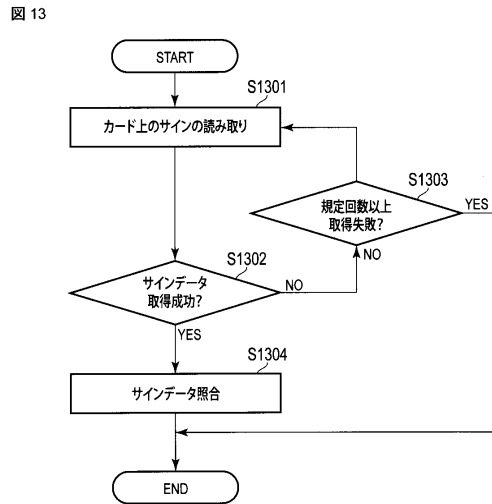 図 13
START
S1301
カード上のサインの読み取り
S1303
規定回数以上
取得失敗?
YES
NO
S1302
サインデータ
取得成功?
NO
YES
S1304
サインデータ照合
END